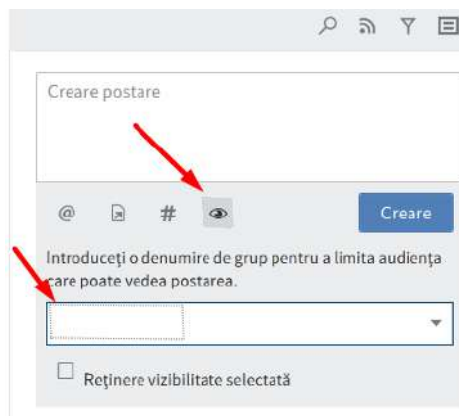 Creare postare
@ #
Creare
Introduceți o denumire de grup pentru a limita audiența
care poate vedea postarea.
Reținere vizibilitate selectată